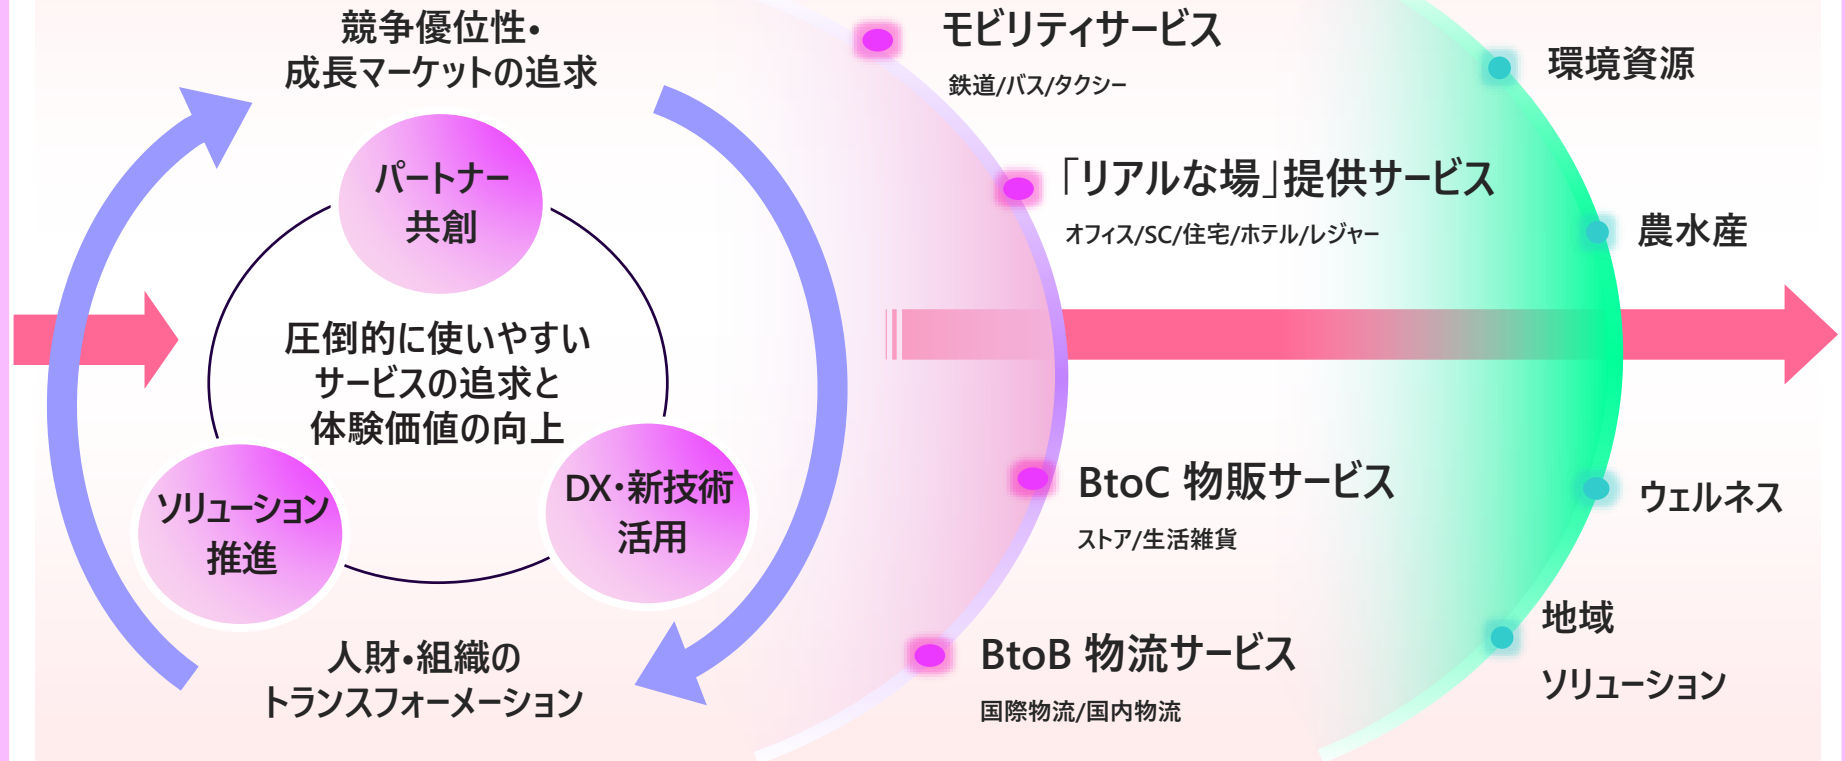 競争優位性・
成長マーケットの追求
パートナー
共創
圧倒的に使いやすい
サービスの追求と
体験価値の向上
ソリューション
推進
DX・新技術
活用
人財・組織の
トランスフォーメーション
モビリティサービス
鉄道/バス/タクシー
「リアルな場」提供サービス
オフィス/SC/住宅/ホテル/レジャー
BtoC 物販サービス
ストア/生活雑貨
BtoB 物流サービス
国際物流/国内物流
環境資源
農水産
ウェルネス
地域
ソリューション